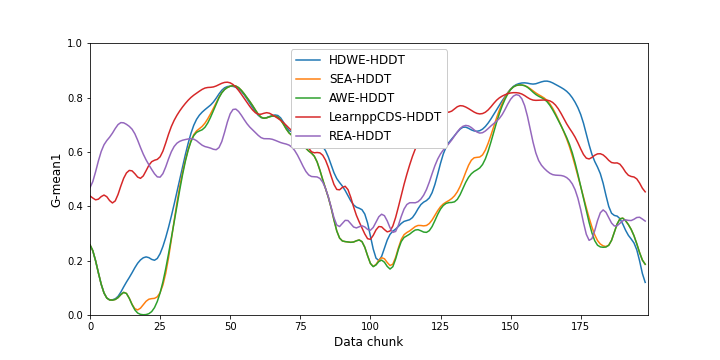 1.0
0.8
0.6
0.4
0.2
0.0
G-mean1
HDWE-HDDT
SEA-HDDT
AWE-HDDT
LearnppCDS-HDDT
REA-HDDT
0 25 50 75 100 125 150 175
Data chunk